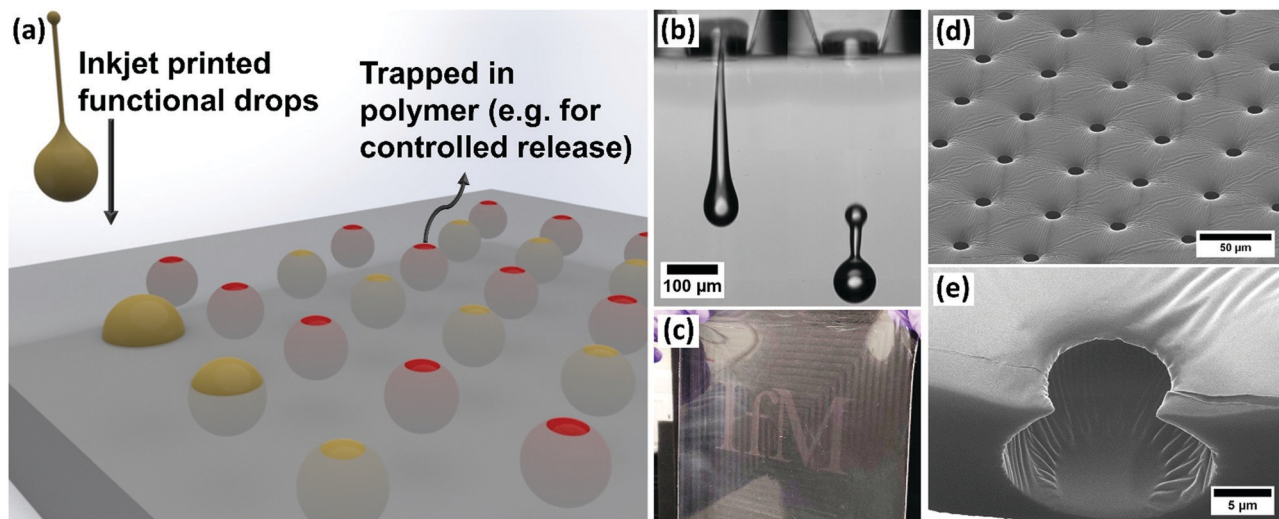 (a)
Inkjet printed
functional drops
Trapped in
polymer (e.g. for
controlled release)
(b)
100 µm
(c)
IfM
(d)
50 µm
(e)
5 µm